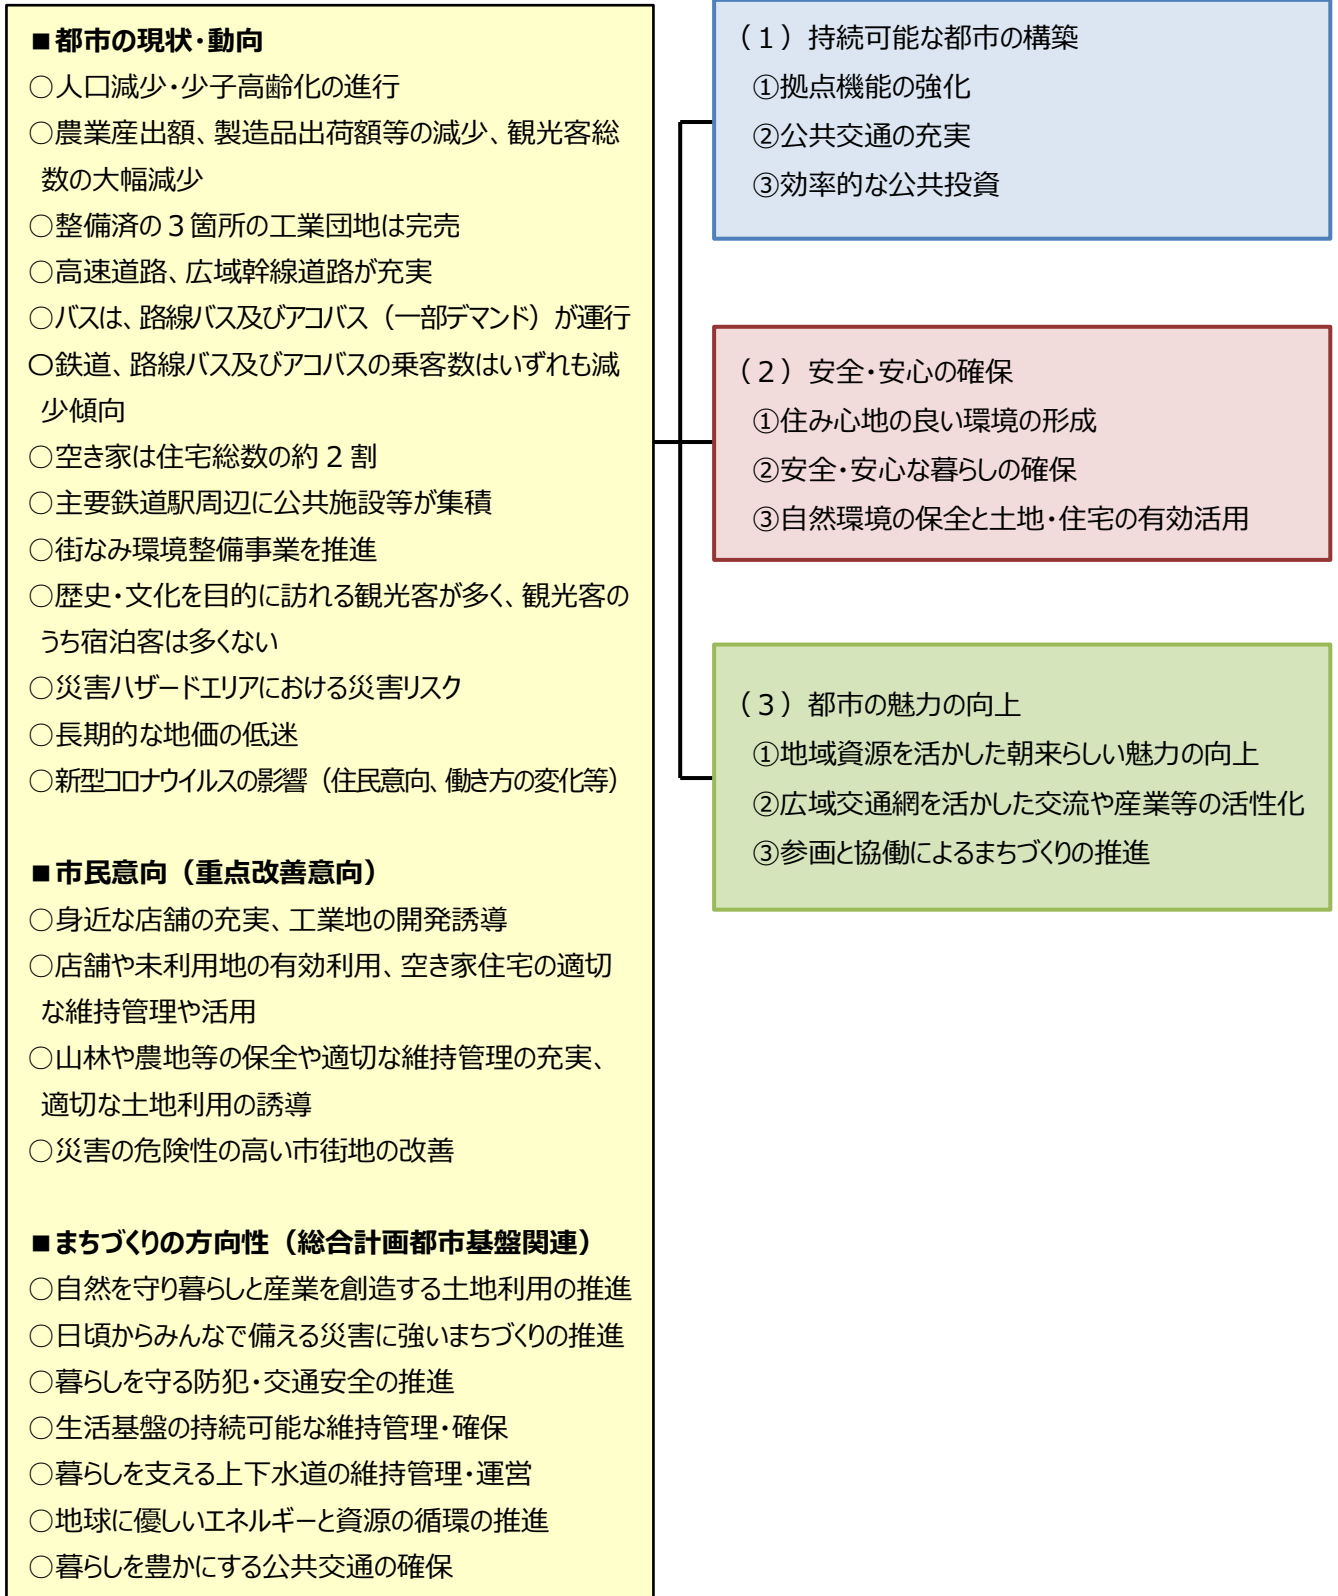 ■都市の現状・動向
○人口減少・少子高齢化の進行
○農業産出額、製造品出荷額等の減少、観光客総
数の大幅減少
○整備済の３箇所の工業団地は完売
○高速道路、広域幹線道路が充実
○バスは、路線バス及びアコバス（一部デマンド）が運行
〇鉄道、路線バス及びアコバスの乗客数はいずれも減
少傾向
○空き家は住宅総数の約２割
○主要鉄道駅周辺に公共施設等が集積
○街なみ環境整備事業を推進
○歴史・文化を目的に訪れる観光客が多く、観光客の
うち宿泊客は多くない
○災害ハザードエリアにおける災害リスク
○長期的な地価の低迷
○新型コロナウイルスの影響（住民意向、働き方の変化等）
■市民意向（重点改善意向）
○身近な店舗の充実、工業地の開発誘導
○店舗や未利用地の有効利用、空き家住宅の適切
な維持管理や活用
○山林や農地等の保全や適切な維持管理の充実、
適切な土地利用の誘導
○災害の危険性の高い市街地の改善
■まちづくりの方向性（総合計画都市基盤関連）
○自然を守り暮らしと産業を創造する土地利用の推進
○日頃からみんなで備える災害に強いまちづくりの推進
○暮らしを守る防犯・交通安全の推進
○生活基盤の持続可能な維持管理・確保
○暮らしを支える上下水道の維持管理・運営
○地球に優しいエネルギーと資源の循環の推進
○暮らしを豊かにする公共交通の確保
（１）持続可能な都市の構築
①拠点機能の強化
②公共交通の充実
③効率的な公共投資
（２）安全・安心の確保
①住み心地の良い環境の形成
②安全・安心な暮らしの確保
③自然環境の保全と土地・住宅の有効活用
（３）都市の魅力の向上
①地域資源を活かした朝来らしい魅力の向上
②広域交通網を活かした交流や産業等の活性化
③参画と協働によるまちづくりの推進